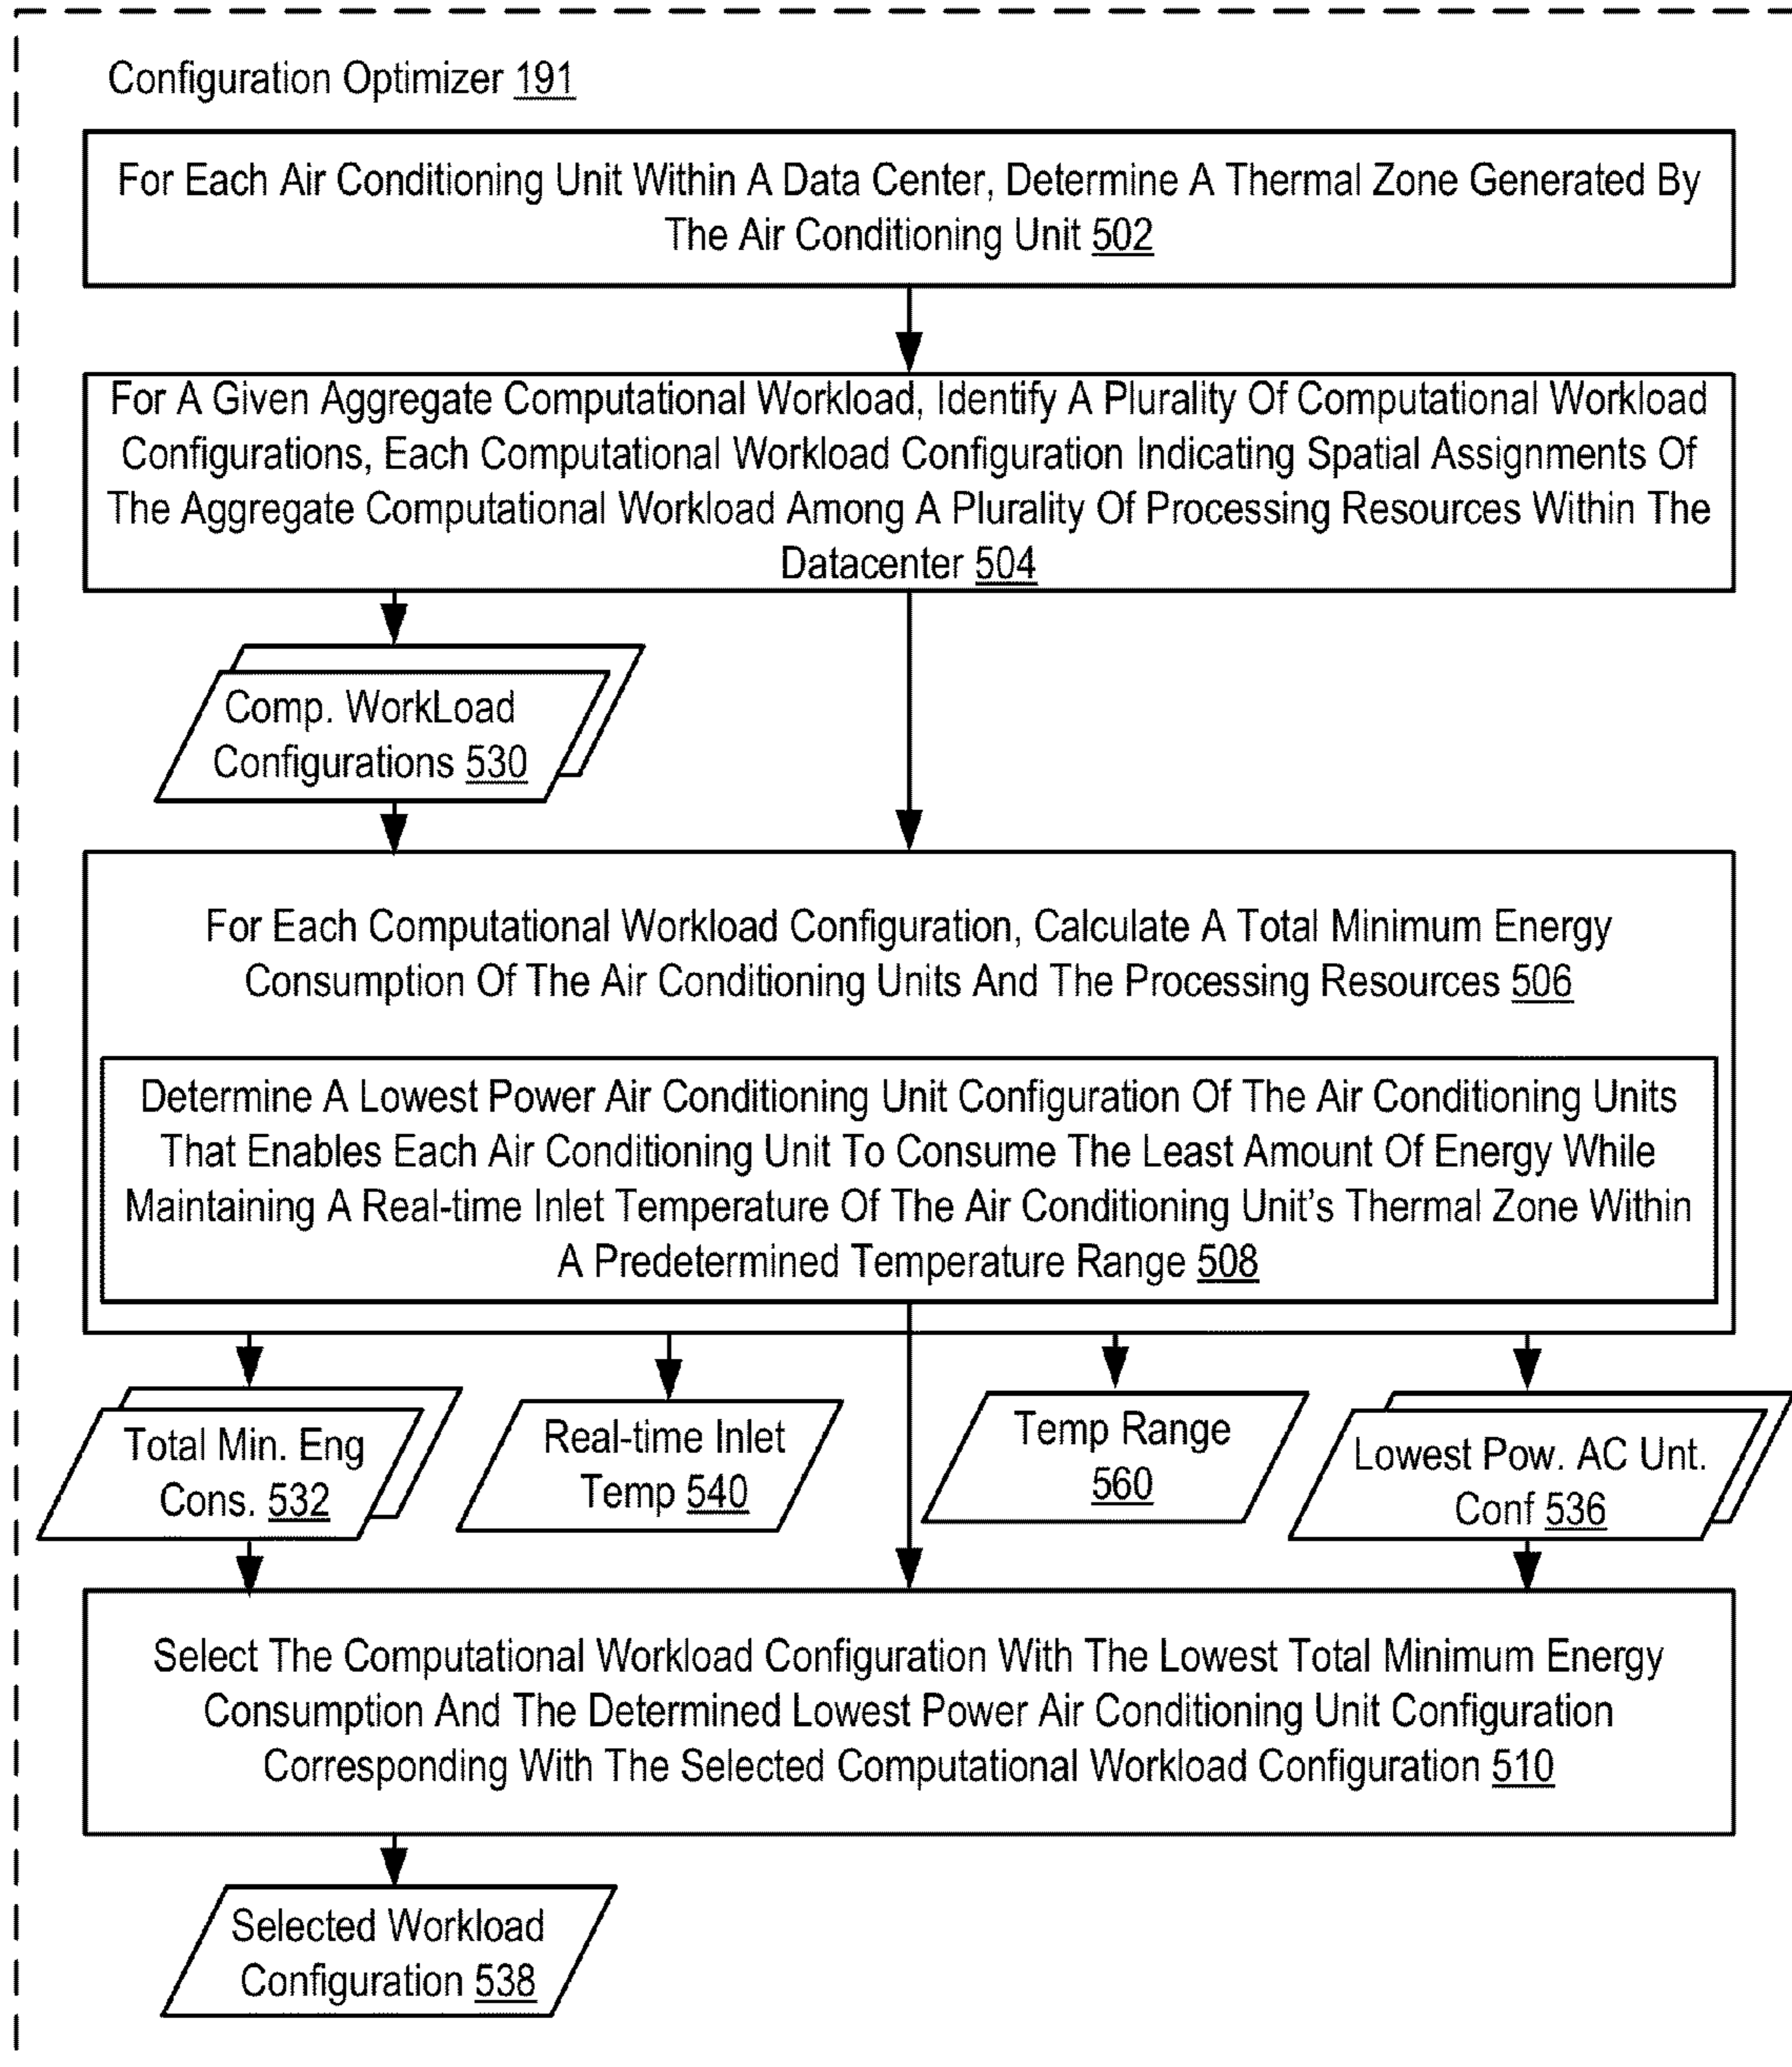 Configuration Optimizer 191
For Each Air Conditioning Unit Within A Data Center, Determine A Thermal Zone Generated By
The Air Conditioning Unit 502
For A Given Aggregate Computational Workload, Identify A Plurality Of Computational Workload
Configurations, Each Computational Workload Configuration Indicating Spatial Assignments Of
The Aggregate Computational Workload Among A Plurality Of Processing Resources Within The
Datacenter 504
Comp. WorkLoad
Configurations 530
For Each Computational Workload Configuration, Calculate A Total Minimum Energy
Consumption Of The Air Conditioning Units And The Processing Resources 506
Determine A Lowest Power Air Conditioning Unit Configuration Of The Air Conditioning Units
That Enables Each Air Conditioning Unit To Consume The Least Amount Of Energy While
Maintaining A Real-time Inlet Temperature Of The Air Conditioning Unit's Thermal Zone Within
A Predetermined Temperature Range 508
Total Min. Eng
Cons. 532
Real-time Inlet
Temp 540
Temp Range
560
Lowest Pow. AC Unt.
Conf 536
Select The Computational Workload Configuration With The Lowest Total Minimum Energy
Consumption And The Determined Lowest Power Air Conditioning Unit Configuration
Corresponding With The Selected Computational Workload Configuration 510
Selected Workload
Configuration 538